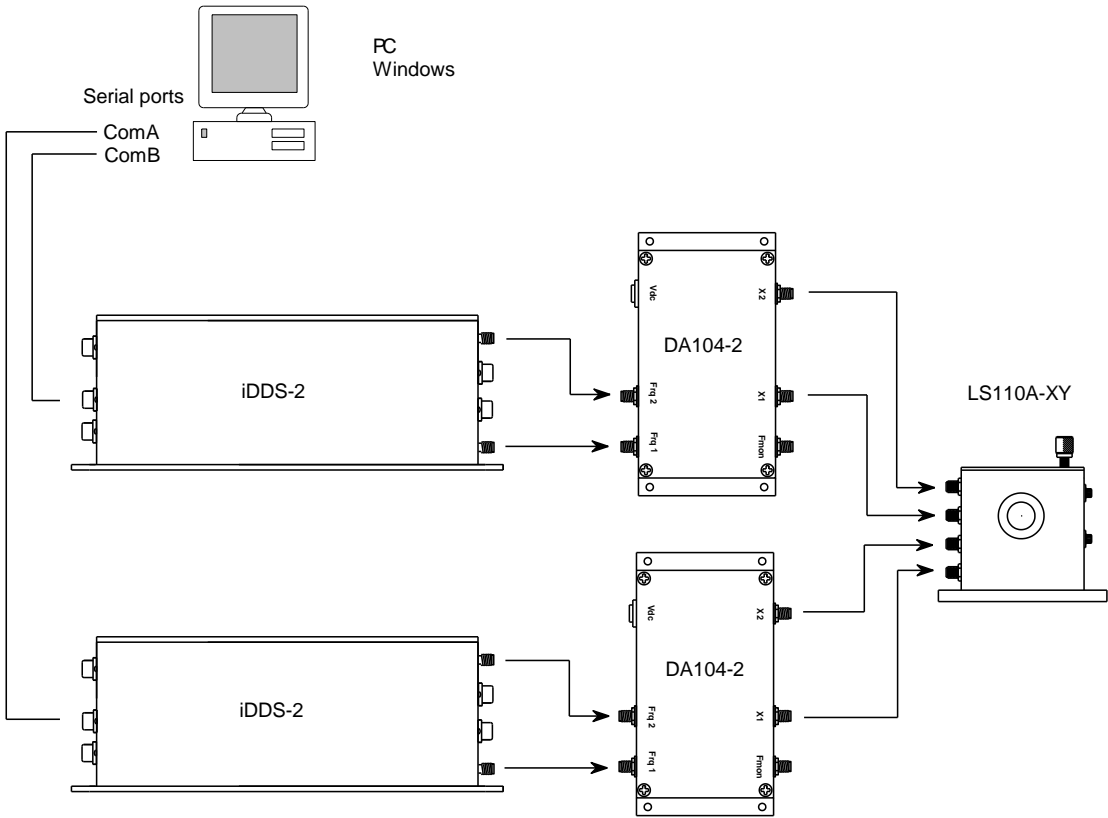 PC
Windows
Serial ports
ComA
ComB
Vdc
X2
DA104-2
iDDS-2
Frq 2
X1
Frq 1
Fmon
LS110A-XY
Vdc
X2
DA104-2
iDDS-2
Frq 2
X1
Frq 1
Fmon